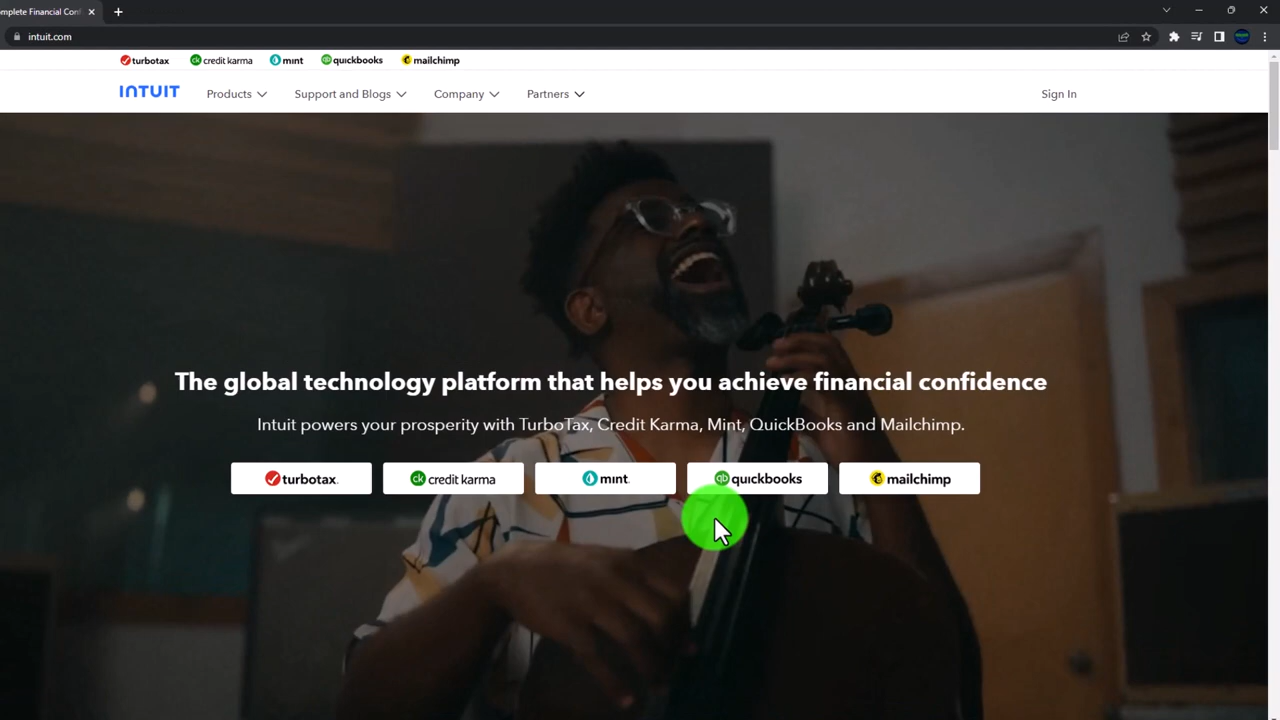 mplete Financial Con
intuit.com
turbotax credit karma mint quickbooks mailchimp
INTUIT Products Support and Blogs Company Partners Sign In
The global technology platform that helps you achieve financial confidence
Intuit powers your prosperity with TurboTax, Credit Karma, Mint, QuickBooks and Mailchimp.
turbotax. credit karma mint. quickbooks mailchimp